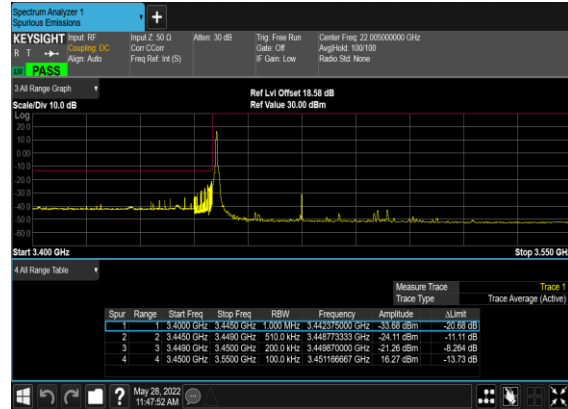 Spectrum Analyzer 1
Spurious Emissions
KEYSIGHT Input: RF Input Z: 50 Ω Atten: 30 dB Trig: Free Run Center Freq: 22.005000000 GHz
R T Coupling: DC Corr CCorr Gate: Off Avg|Hold: 100/100
Align: Auto Freq Ref: Int (S) IF Gain: Low Radio Std: None
PASS
3 All Range Graph
Ref Lvl Offset 18.58 dB
Scale/Div 10.0 dB Ref Value 30.00 dBm
Log
20.0
10.0
0.00
-10.0
-20.0
-30.0
-40.0
-50.0
-60.0
Start 3.400 GHz Stop 3.550 GH
4 All Range Table
Measure Trace Trace 1
Trace Type Trace Average (Active)
Spur Range Start Freq Stop Freq RBW Frequency Amplitude ΔLimit
1 1 3.4000 GHz 3.4450 GHz 1.000 MHz 3.442375000 GHz -33.68 dBm -20.68 dB
2 2 3.4450 GHz 3.4490 GHz 510.0 kHz 3.448773333 GHz -24.11 dBm -11.11 dB
3 3 3.4490 GHz 3.4500 GHz 200.0 kHz 3.449870000 GHz -21.26 dBm -8.264 dB
4 4 3.4500 GHz 3.5500 GHz 100.0 kHz 3.451166667 GHz 16.27 dBm -13.73 dB
? May 28, 2022
11:47:52 AM